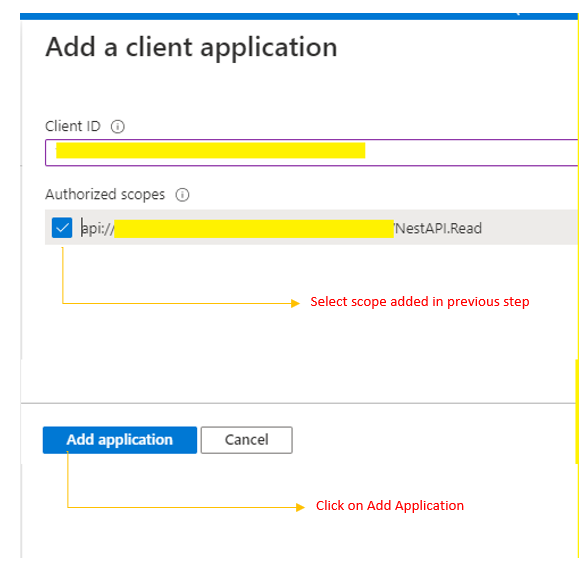 Add a client application
Client ID
Authorized scopes
api:// /NestAPI.Read
Select scope added in previous step
Add application
Cancel
Click on Add Application